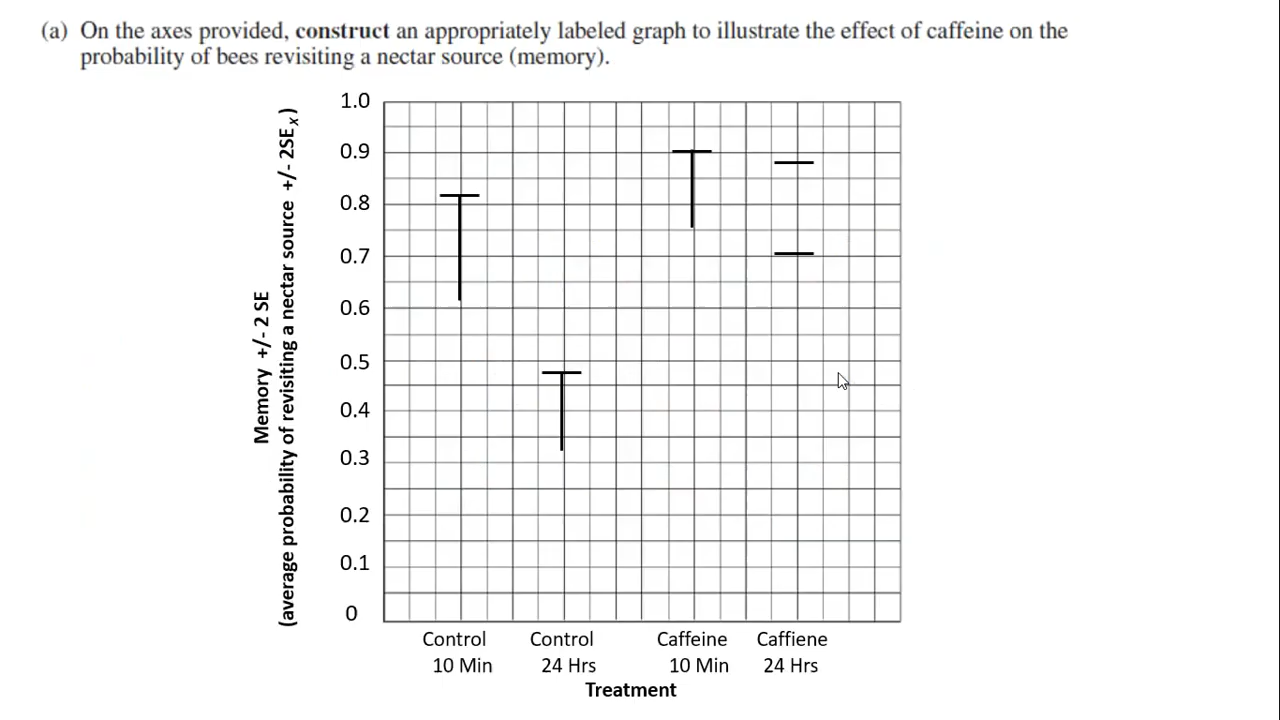 (a) On the axes provided, construct an appropriately labeled graph to illustrate the effect of caffeine on the
probability of bees revisiting a nectar source (memory).
Memory +/- 2 SE
(average probability of revisiting a nectar source +/- 2SEx)
1.0
0.9
0.8
0.7
0.6
0.5
0.4
0.3
0.2
0.1
0
Control Control Caffeine Caffiene
10 Min 24 Hrs 10 Min 24 Hrs
Treatment